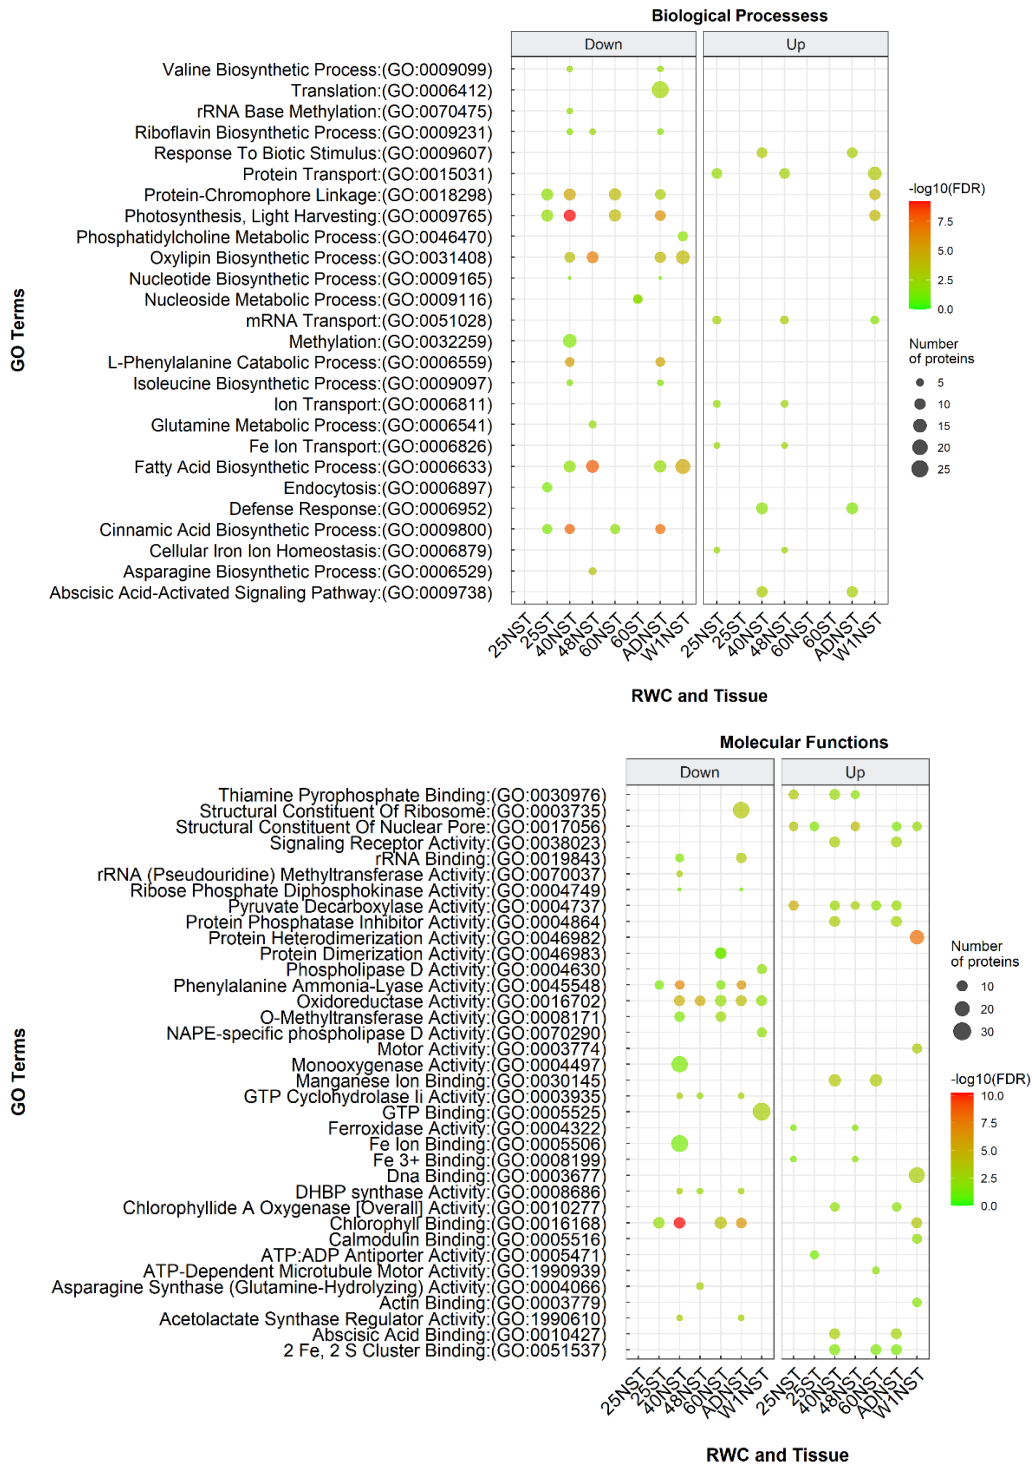 Biological Processess
Down
Up
Valine Biosynthetic Process:(GO:0009099)
Translation:(GO:0006412)
rRNA Base Methylation:(GO:0070475)
Riboflavin Biosynthetic Process:(GO:0009231)
Response To Biotic Stimulus:(GO:0009607)
Protein Transport:(GO:0015031)
Protein-Chromophore Linkage:(GO:0018298)
Photosynthesis, Light Harvesting:(GO:0009765)
Phosphatidylcholine Metabolic Process:(GO:0046470)
Oxylipin Biosynthetic Process:(GO:0031408)
Nucleotide Biosynthetic Process:(GO:0009165)
Nucleoside Metabolic Process:(GO:0009116)
mRNA Transport:(GO:0051028)
Methylation:(GO:0032259)
L-Phenylalanine Catabolic Process:(GO:0006559)
Isoleucine Biosynthetic Process:(GO:0009097)
Ion Transport:(GO:0006811)
Glutamine Metabolic Process:(GO:0006541)
Fe Ion Transport:(GO:0006826)
Fatty Acid Biosynthetic Process:(GO:0006633)
Endocytosis:(GO:0006897)
Defense Response:(GO:0006952)
Cinnamic Acid Biosynthetic Process:(GO:0009800)
Cellular Iron Ion Homeostasis:(GO:0006879)
Asparagine Biosynthetic Process:(GO:0006529)
Abscisic Acid-Activated Signaling Pathway:(GO:0009738)
GO Terms
25NST
25ST
40NST
48NST
60NST
60ST
ADNST
W1NST
25NST
25ST
40NST
48NST
60NST
60ST
ADNST
W1NST
RWC and Tissue
-log10(FDR)
7.5
5.0
2.5
0.0
Number
of proteins
5
10
15
20
25
Molecular Functions
Down
Up
Thiamine Pyrophosphate Binding:(GO:0030976)
Structural Constituent Of Ribosome:(GO:0003735)
Structural Constituent Of Nuclear Pore:(GO:0017056)
Signaling Receptor Activity:(GO:0038023)
rRNA Binding:(GO:0019843)
rRNA (Pseudouridine) Methyltransferase Activity:(GO:0070037)
Ribose Phosphate Diphosphokinase Activity:(GO:0004749)
Pyruvate Decarboxylase Activity:(GO:0004737)
Protein Phosphatase Inhibitor Activity:(GO:0004864)
Protein Heterodimerization Activity:(GO:0046982)
Protein Dimerization Activity:(GO:0046983)
Phospholipase D Activity:(GO:0004630)
Phenylalanine Ammonia-Lyase Activity:(GO:0045548)
Oxidoreductase Activity:(GO:0016702)
O-Methyltransferase Activity:(GO:0008171)
NAPE-specific phospholipase D Activity:(GO:0070290)
Motor Activity:(GO:0003774)
Monooxygenase Activity:(GO:0004497)
Manganese Ion Binding:(GO:0030145)
GTP Cyclohydrolase Ii Activity:(GO:0003935)
GTP Binding:(GO:0005525)
Ferroxidase Activity:(GO:0004322)
Fe Ion Binding:(GO:0005506)
Fe 3+ Binding:(GO:0008199)
Dna Binding:(GO:0003677)
DHBP synthase Activity:(GO:0008686)
Chlorophyllide A Oxygenase [Overall] Activity:(GO:0010277)
Chlorophyll Binding:(GO:0016168)
Calmodulin Binding:(GO:0005516)
ATP:ADP Antiporter Activity:(GO:0005471)
ATP-Dependent Microtubule Motor Activity:(GO:1990939)
Asparagine Synthase (Glutamine-Hydrolyzing) Activity:(GO:0004066)
Actin Binding:(GO:0003779)
Acetolactate Synthase Regulator Activity:(GO:1990610)
Abscisic Acid Binding:(GO:0010427)
2 Fe, 2 S Cluster Binding:(GO:0051537)
GO Terms
25NST
25ST
40NST
48NST
60NST
ADNST
W1NST
25NST
25ST
40NST
48NST
60NST
ADNST
W1NST
RWC and Tissue
Number
of proteins
10
20
30
-log10(FDR)
10.0
7.5
5.0
2.5
0.0